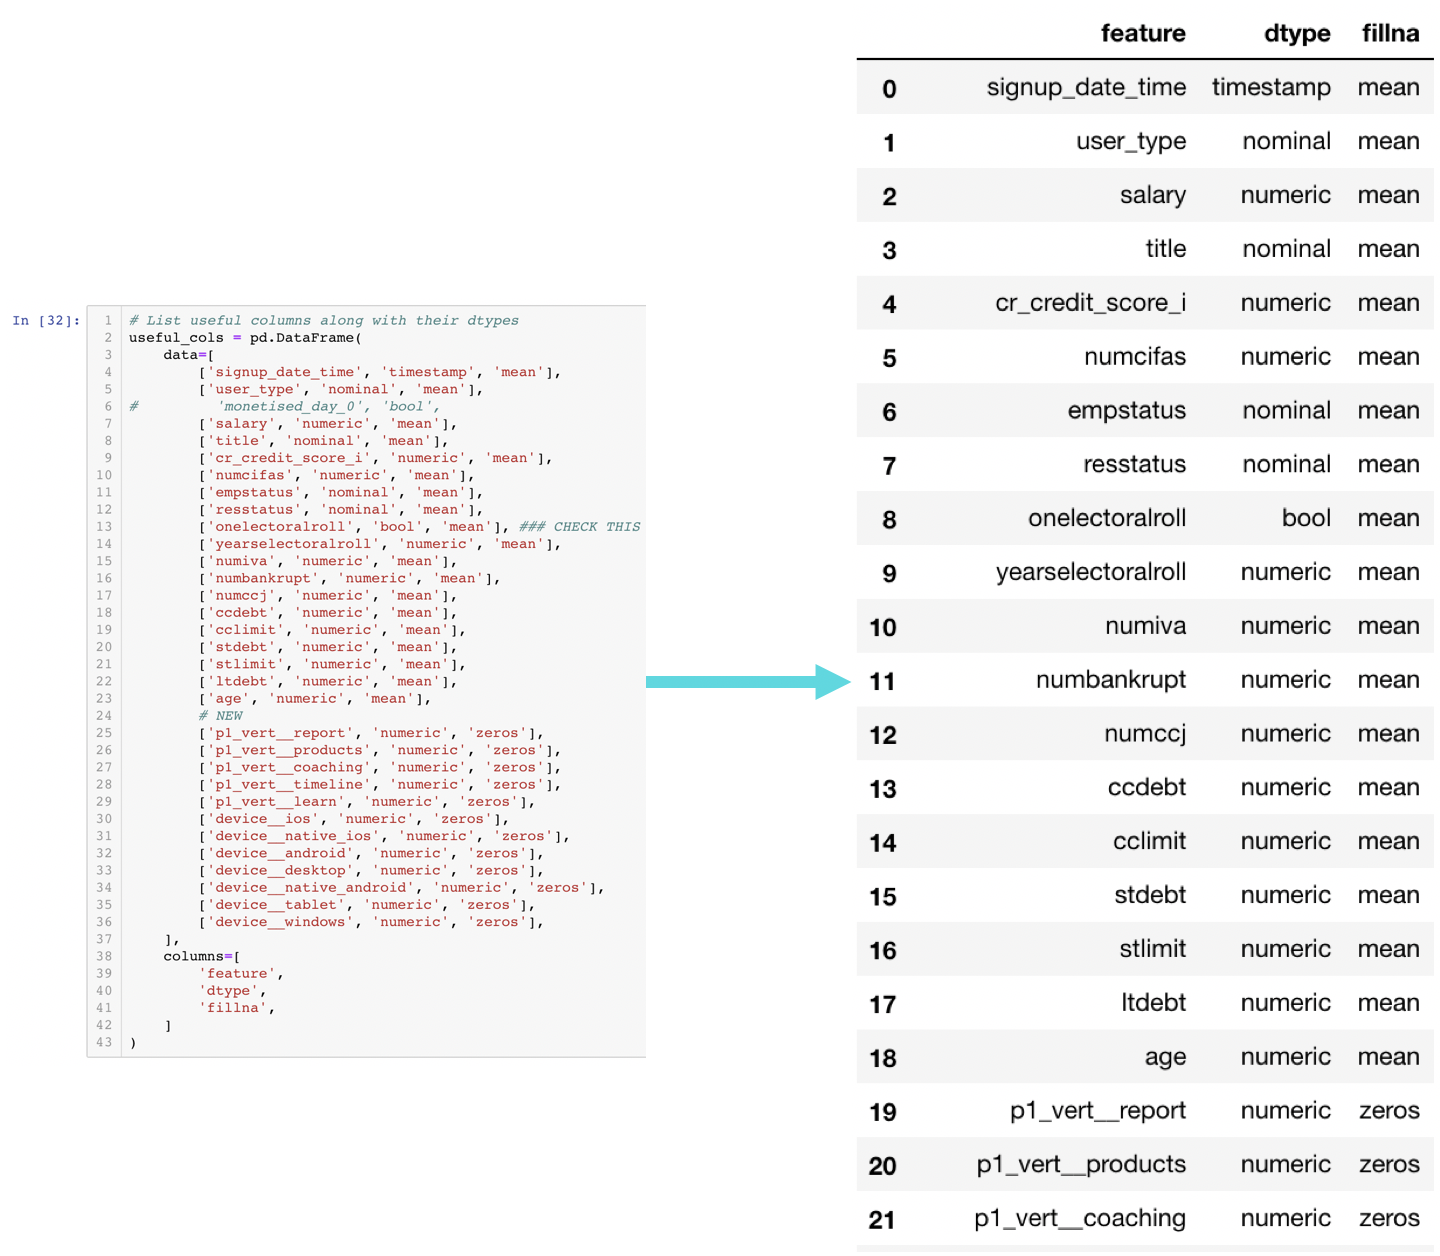 In [32]:
1 # List useful columns along with their dtypes
2 useful_cols = pd.DataFrame(
3     data=[
4         ['signup_date_time', 'timestamp', 'mean'],
5         ['user_type', 'nominal', 'mean'],
6 #         'monetised_day_0', 'bool',
7         ['salary', 'numeric', 'mean'],
8         ['title', 'nominal', 'mean'],
9         ['cr_credit_score_i', 'numeric', 'mean'],
10         ['numcifas', 'numeric', 'mean'],
11         ['empstatus', 'nominal', 'mean'],
12         ['resstatus', 'nominal', 'mean'],
13         ['onelectoralroll', 'bool', 'mean'], ### CHECK THIS
14         ['yearselectoralroll', 'numeric', 'mean'],
15         ['numiva', 'numeric', 'mean'],
16         ['numbankrupt', 'numeric', 'mean'],
17         ['numccj', 'numeric', 'mean'],
18         ['ccdebt', 'numeric', 'mean'],
19         ['cclimit', 'numeric', 'mean'],
20         ['stdebt', 'numeric', 'mean'],
21         ['stlimit', 'numeric', 'mean'],
22         ['ltdebt', 'numeric', 'mean'],
23         ['age', 'numeric', 'mean'],
24         # NEW
25         ['p1_vert__report', 'numeric', 'zeros'],
26         ['p1_vert__products', 'numeric', 'zeros'],
27         ['p1_vert__coaching', 'numeric', 'zeros'],
28         ['p1_vert__timeline', 'numeric', 'zeros'],
29         ['p1_vert__learn', 'numeric', 'zeros'],
30         ['device__ios', 'numeric', 'zeros'],
31         ['device__native_ios', 'numeric', 'zeros'],
32         ['device__android', 'numeric', 'zeros'],
33         ['device__desktop', 'numeric', 'zeros'],
34         ['device__native_android', 'numeric', 'zeros'],
35         ['device__tablet', 'numeric', 'zeros'],
36         ['device__windows', 'numeric', 'zeros'],
37     ],
38     columns=[
39         'feature',
40         'dtype',
41         'fillna',
42     ]
43 )
feature dtype fillna
0 signup_date_time timestamp mean
1 user_type nominal mean
2 salary numeric mean
3 title nominal mean
4 cr_credit_score_i numeric mean
5 numcifas numeric mean
6 empstatus nominal mean
7 resstatus nominal mean
8 onelectoralroll bool mean
9 yearselectoralroll numeric mean
10 numiva numeric mean
11 numbankrupt numeric mean
12 numccj numeric mean
13 ccdebt numeric mean
14 cclimit numeric mean
15 stdebt numeric mean
16 stlimit numeric mean
17 ltdebt numeric mean
18 age numeric mean
19 p1_vert__report numeric zeros
20 p1_vert__products numeric zeros
21 p1_vert__coaching numeric zeros